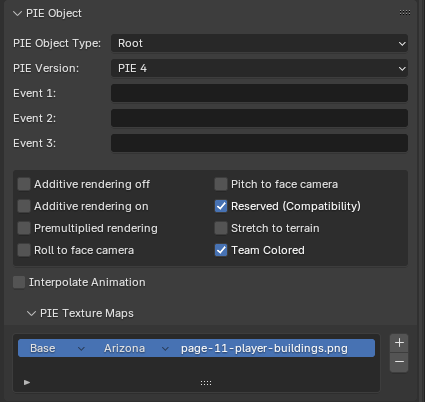 PIE Object
PIE Object Type: Root
PIE Version: PIE 4
Event 1:
Event 2:
Event 3:
Additive rendering off Pitch to face camera
Additive rendering on Reserved (Compatibility)
Premultiplied rendering Stretch to terrain
Roll to face camera Team Colored
Interpolate Animation
PIE Texture Maps
Base Arizona page-11-player-buildings.png